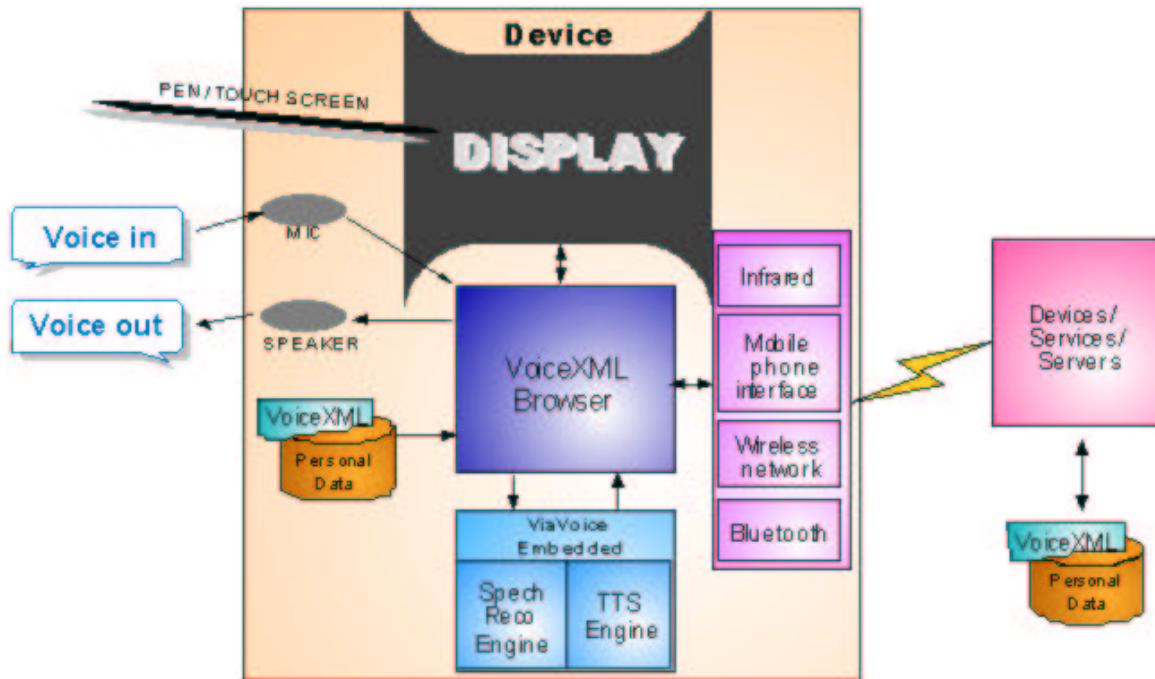 Device
PEN / TOUCH SCREEN
DISPLAY
Voice in
MIC
Voice out
SPEAKER
VoiceXML
Personal
Data
VoiceXML
Browser
ViaVoice
Embedded
Spech
Reco
Engine
TTS
Engine
Infrared
Mobile
phone
interface
Wireless
network
Bluetooth
Devices/
Services/
Servers
VoiceXML
Personal
Data